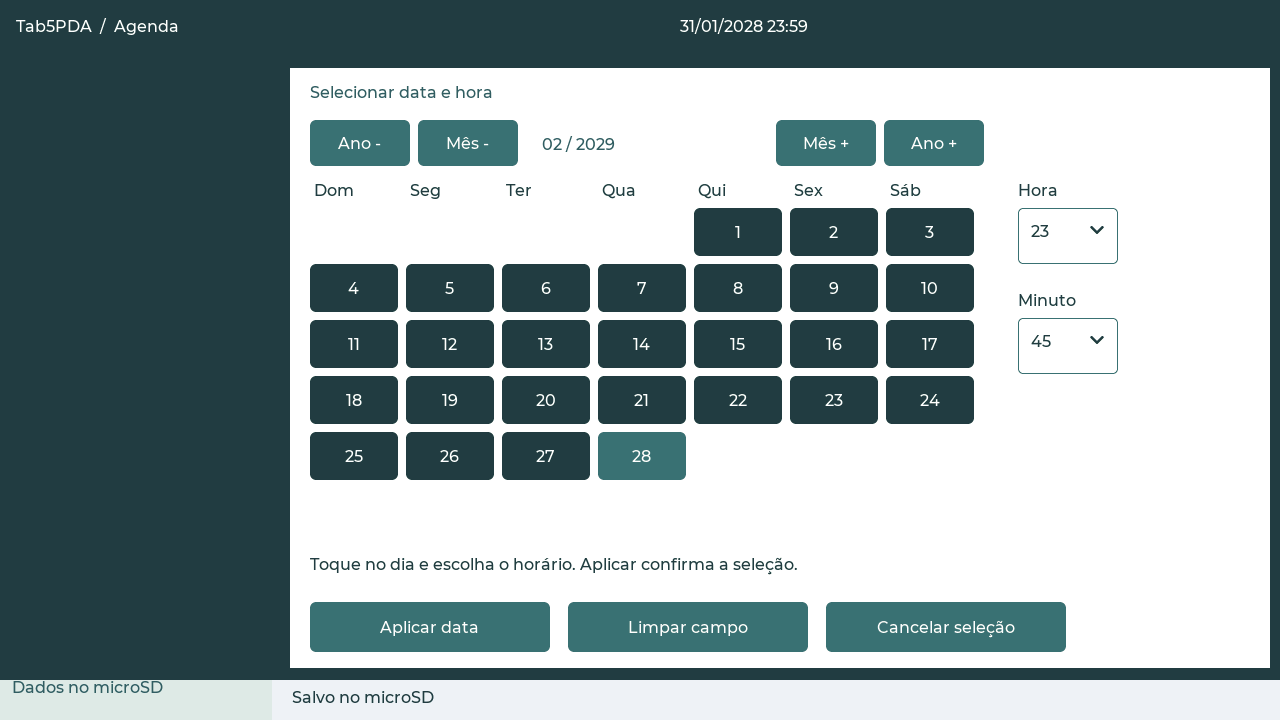 Tab5PDA / Agenda
31/01/2028 23:59
Selecionar data e hora
Ano -
Mês -
02 / 2029
Mês +
Ano +
Dom Seg Ter Qua Qui Sex Sáb
1 2 3
4 5 6 7 8 9 10
11 12 13 14 15 16 17
18 19 20 21 22 23 24
25 26 27 28
Hora
23
Minuto
45
Toque no dia e escolha o horário. Aplicar confirma a seleção.
Aplicar data
Limpar campo
Cancelar seleção
Dados no microSD
Salvo no microSD